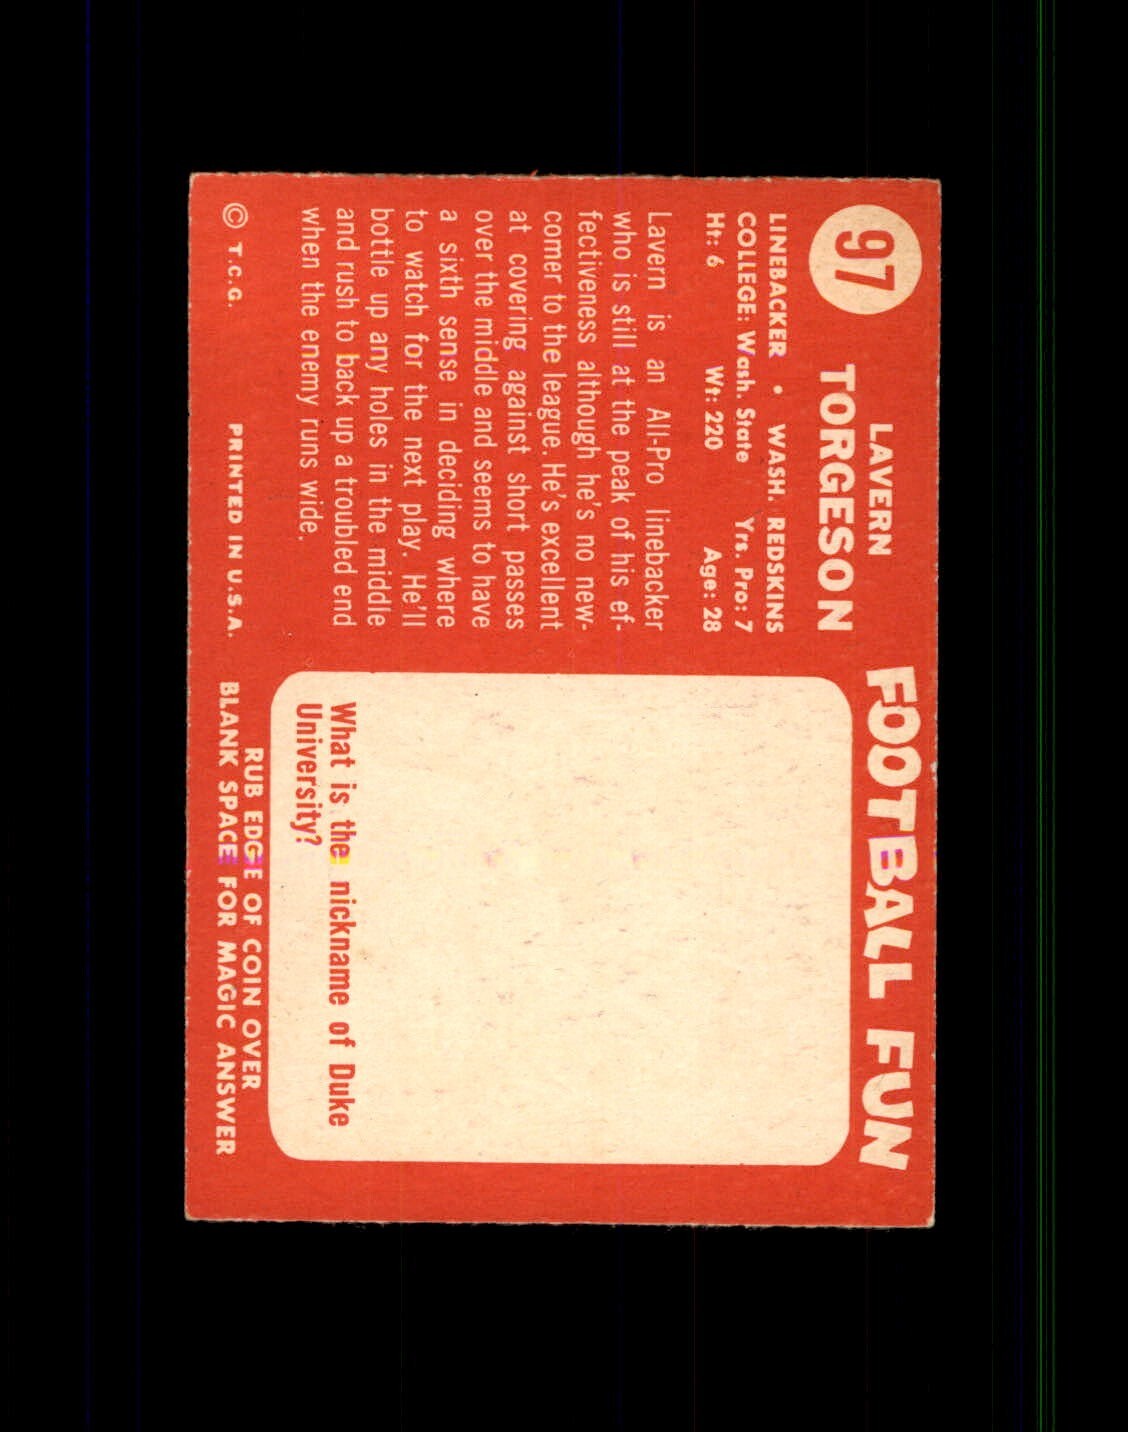 97
LAVERN
TORGESON
LINEBACKER • WASH. REDSKINS
COLLEGE: Wash. State Yrs. Pro: 7
Ht: 6 Wt: 220 Age: 28
Lavern is an All-Pro linebacker
who is still at the peak of his ef-
fectiveness although he's no new-
comer to the league. He's excellent
at covering against short passes
over the middle and seems to have
a sixth sense in deciding where
to watch for the next play. He'll
bottle up any holes in the middle
and rush to back up a troubled end
when the enemy runs wide.
© T.C.G. PRINTED IN U.S.A.
FOOTBALL FUN
What is the nickname of Duke
University?
RUB EDGE OF COIN OVER
BLANK SPACE FOR MAGIC ANSWER